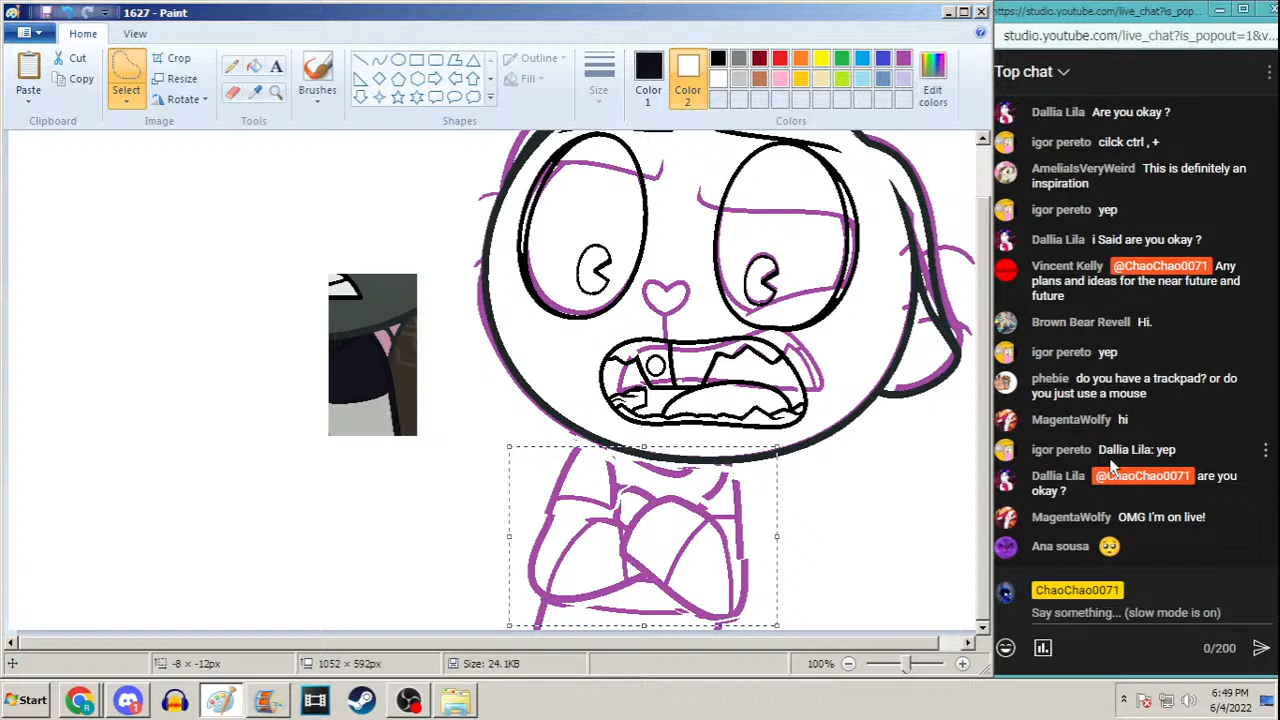 1627 - Paint
https://studio.youtube.com/live_chat?is_pop...
studio.youtube.com/live_chat?is_popout=1&v...
Home
View
Paste
Cut
Copy
Clipboard
Select
Crop
Resize
Rotate
Image
Tools
Brushes
Shapes
Outline
Fill
Size
Color
1
Color
2
Edit
colors
Colors
Top chat
Dallia Lila Are you okay ?
igor pereto cilck ctrl , +
AmeliaIsVeryWeird This is definitely an
inspiration
igor pereto yep
Dallia Lila i Said are you okay ?
Vincent Kelly @ChaoChao0071 Any
plans and ideas for the near future and
future
Brown Bear Revell Hi.
igor pereto yep
phebie do you have a trackpad? or do
you just use a mouse
MagentaWolfy hi
igor pereto Dallia Lila: yep
Dallia Lila @ChaoChao0071 are you
okay ?
MagentaWolfy OMG I'm on live!
Ana sousa 🥺
ChaoChao0071
Say something... (slow mode is on)
0/200
-8 × -12px
1052 × 592px
Size: 24.1KB
100%
Start
6:49 PM
6/4/2022